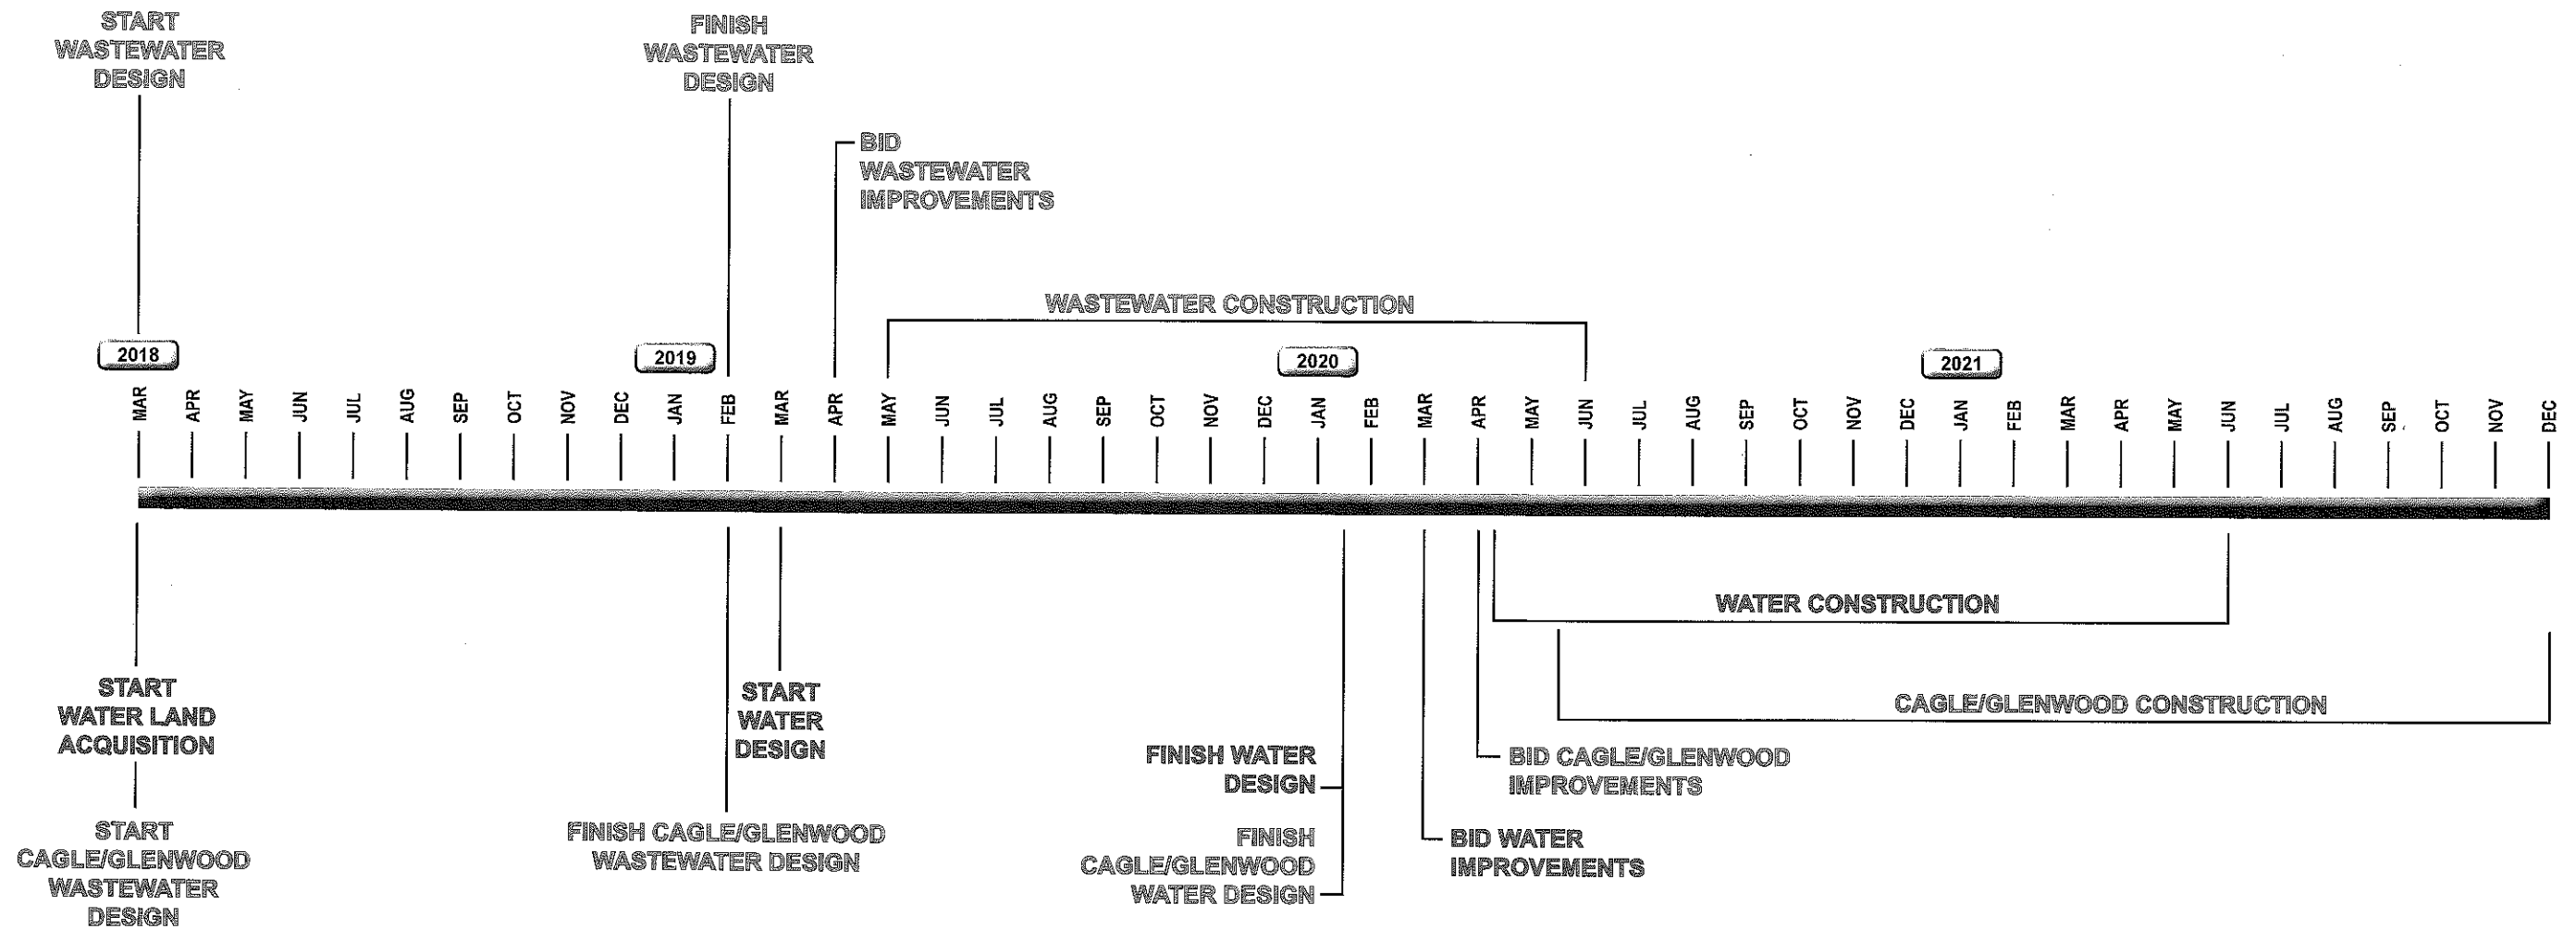 START
WASTEWATER
DESIGN
FINISH
WASTEWATER
DESIGN
BID
WASTEWATER
IMPROVEMENTS
WASTEWATER CONSTRUCTION
2018
2019
2020
2021
MAR
APR
MAY
JUN
JUL
AUG
SEP
OCT
NOV
DEC
JAN
FEB
MAR
APR
MAY
JUN
JUL
AUG
SEP
OCT
NOV
DEC
JAN
FEB
MAR
APR
MAY
JUN
JUL
AUG
SEP
OCT
NOV
DEC
JAN
FEB
MAR
APR
MAY
JUN
JUL
AUG
SEP
OCT
NOV
DEC
WATER CONSTRUCTION
CAGLE/GLENWOOD CONSTRUCTION
START
WATER LAND
ACQUISITION
START
CAGLE/GLENWOOD
WASTEWATER
DESIGN
START
WATER
DESIGN
FINISH CAGLE/GLENWOOD
WASTEWATER DESIGN
FINISH WATER
DESIGN
FINISH
CAGLE/GLENWOOD
WATER DESIGN
BID CAGLE/GLENWOOD
IMPROVEMENTS
BID WATER
IMPROVEMENTS